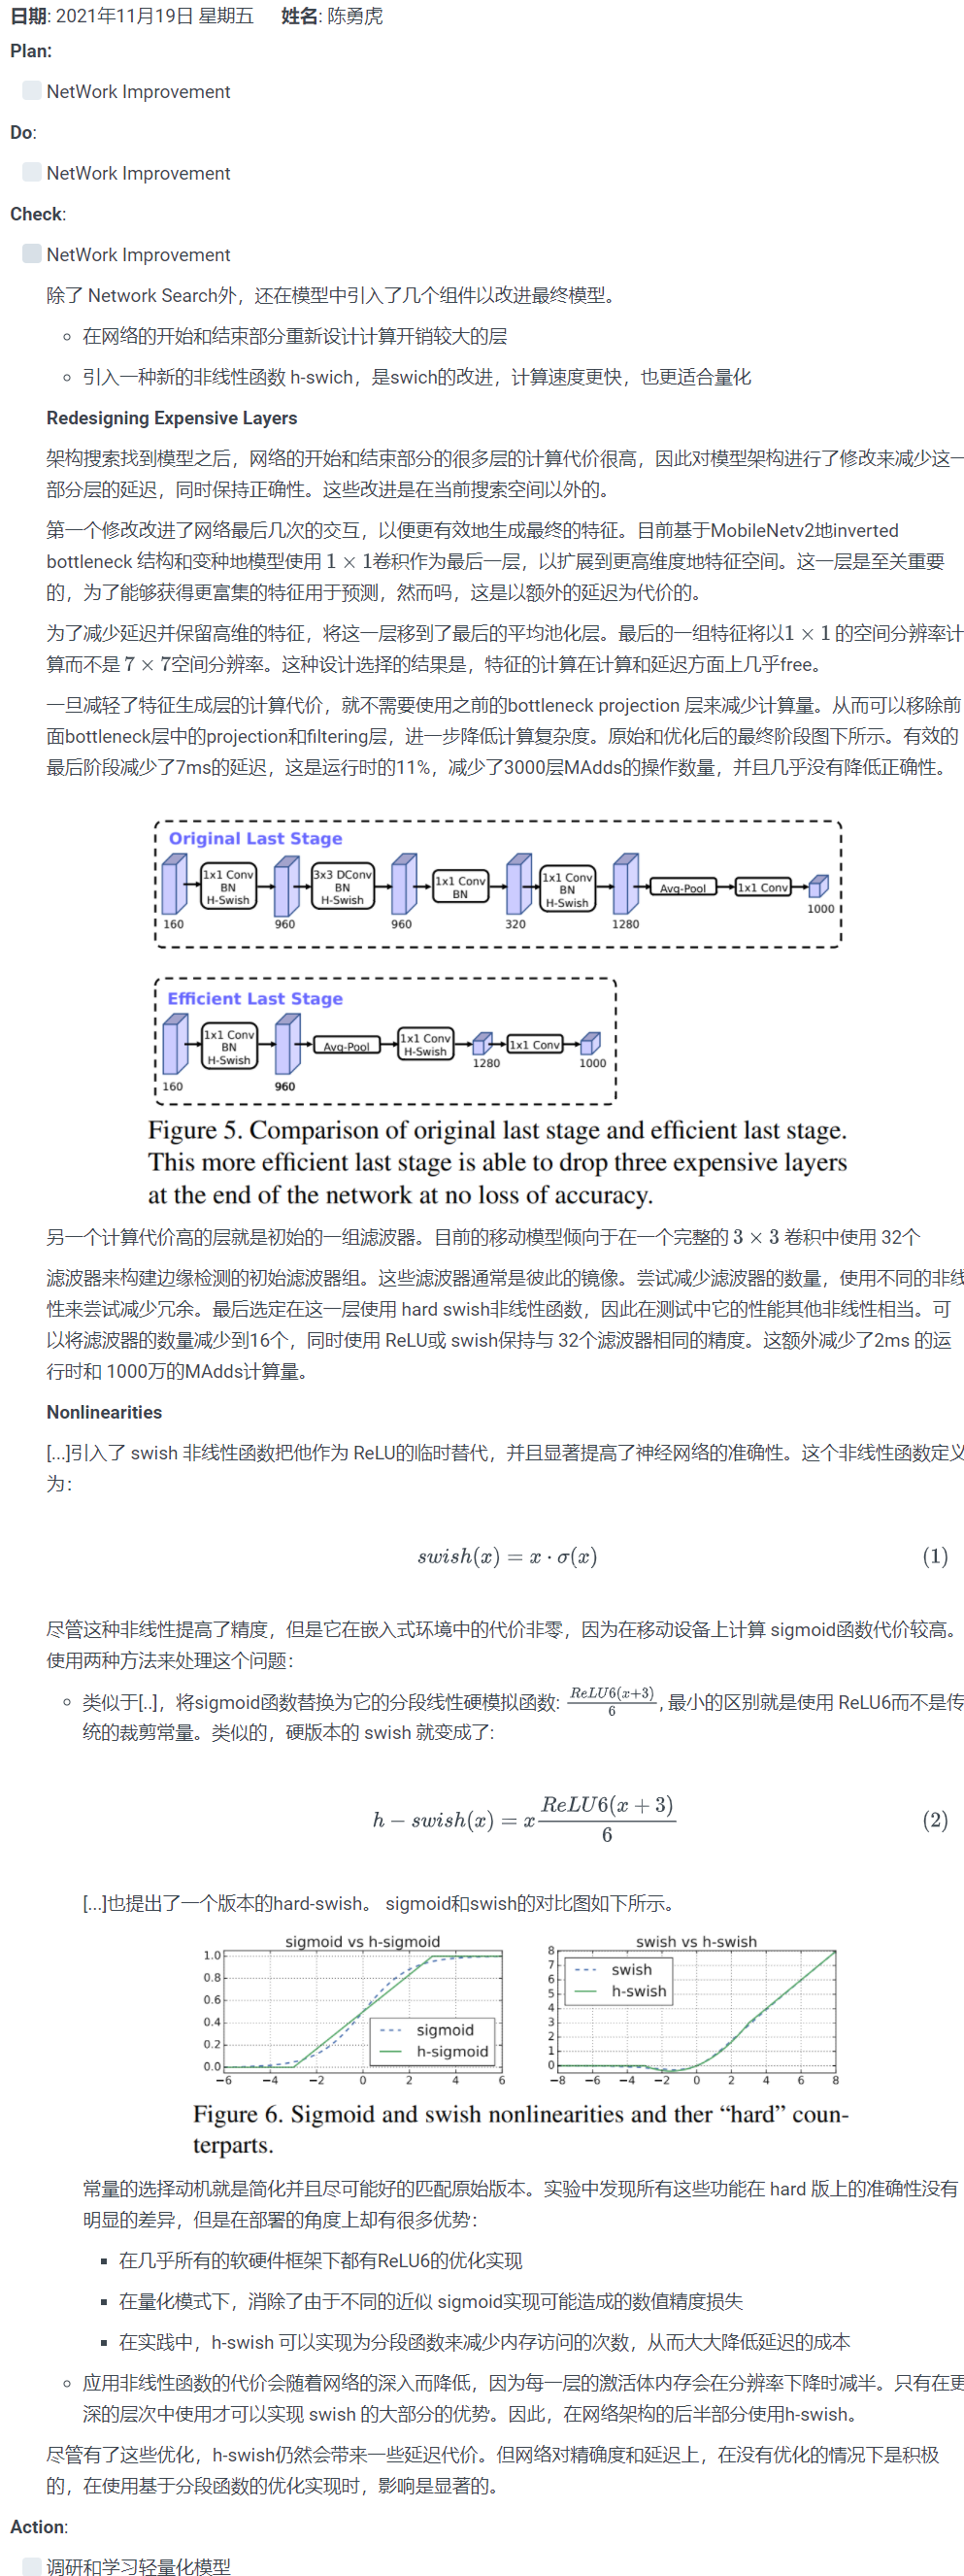 日期: 2021年11月19日 星期五 姓名: 陈勇虎
Plan:
NetWork Improvement
Do:
NetWork Improvement
Check:
NetWork Improvement
除了 Network Search外，还在模型中引入了几个组件以改进最终模型。
在网络的开始和结束部分重新设计计算开销较大的层
引入一种新的非线性函数 h-swich，是swich的改进，计算速度更快，也更适合量化
Redesigning Expensive Layers
架构搜索找到模型之后，网络的开始和结束部分的很多层的计算代价很高，因此对模型架构进行了修改来减少这一
部分层的延迟，同时保持正确性。这些改进是在当前搜索空间以外的。
第一个修改改进了网络最后几次的交互，以便更有效地生成最终的特征。目前基于MobileNetv2地inverted
bottleneck 结构和变种地模型使用 1 × 1卷积作为最后一层，以扩展到更高维度地特征空间。这一层是至关重要
的，为了能够获得更富集的特征用于预测，然而吗，这是以额外的延迟为代价的。
为了减少延迟并保留高维的特征，将这一层移到了最后的平均池化层。最后的一组特征将以1 × 1 的空间分辨率计
算而不是 7 × 7空间分辨率。这种设计选择的结果是，特征的计算在计算和延迟方面上几乎free。
一旦减轻了特征生成层的计算代价，就不需要使用之前的bottleneck projection 层来减少计算量。从而可以移除前
面bottleneck层中的projection和filtering层，进一步降低计算复杂度。原始和优化后的最终阶段图下所示。有效的
最后阶段减少了7ms的延迟，这是运行时的11%，减少了3000层MAdds的操作数量，并且几乎没有降低正确性。
Original Last Stage
1x1 Conv BN H-Swish 3x3 DConv BN H-Swish 1x1 Conv BN 1x1 Conv BN H-Swish Avg-Pool 1x1 Conv
160 960 960 320 1280 1000
Efficient Last Stage
1x1 Conv BN H-Swish Avg-Pool 1x1 Conv H-Swish 1x1 Conv
160 960 1280 1000
Figure 5. Comparison of original last stage and efficient last stage.
This more efficient last stage is able to drop three expensive layers
at the end of the network at no loss of accuracy.
另一个计算代价高的层就是初始的一组滤波器。目前的移动模型倾向于在一个完整的 3 × 3 卷积中使用 32个
滤波器来构建边缘检测的初始滤波器组。这些滤波器通常是彼此的镜像。尝试减少滤波器的数量，使用不同的非线
性来尝试减少冗余。最后选定在这一层使用 hard swish非线性函数，因此在测试中它的性能其他非线性相当。可
以将滤波器的数量减少到16个，同时使用 ReLU或 swish保持与 32个滤波器相同的精度。这额外减少了2ms 的运
行时和 1000万的MAdds计算量。
Nonlinearities
[...]引入了 swish 非线性函数把他作为 ReLU的临时替代，并且显著提高了神经网络的准确性。这个非线性函数定义
为：
swish(x) = x · σ(x) (1)
尽管这种非线性提高了精度，但是它在嵌入式环境中的代价非零，因为在移动设备上计算 sigmoid函数代价较高。
使用两种方法来处理这个问题：
类似于[..]，将sigmoid函数替换为它的分段线性硬模拟函数: ReLU6(x+3)/6 , 最小的区别就是使用 ReLU6而不是传
统的裁剪常量。类似的，硬版本的 swish 就变成了:
h − swish(x) = x ReLU6(x + 3)/6 (2)
[...]也提出了一个版本的hard-swish。 sigmoid和swish的对比图如下所示。
sigmoid vs h-sigmoid
1.0
0.8
0.6
0.4
0.2
0.0
sigmoid
h-sigmoid
−6 −4 −2 0 2 4 6
swish vs h-swish
8
7
6
5
4
3
2
1
0
swish
h-swish
−8 −6 −4 −2 0 2 4 6 8
Figure 6. Sigmoid and swish nonlinearities and ther “hard” coun-
terparts.
常量的选择动机就是简化并且尽可能好的匹配原始版本。实验中发现所有这些功能在 hard 版上的准确性没有
明显的差异，但是在部署的角度上却有很多优势：
在几乎所有的软硬件框架下都有ReLU6的优化实现
在量化模式下，消除了由于不同的近似 sigmoid实现可能造成的数值精度损失
在实践中，h-swish 可以实现为分段函数来减少内存访问的次数，从而大大降低延迟的成本
应用非线性函数的代价会随着网络的深入而降低，因为每一层的激活体内存会在分辨率下降时减半。只有在更
深的层次中使用才可以实现 swish 的大部分的优势。因此，在网络架构的后半部分使用h-swish。
尽管有了这些优化，h-swish仍然会带来一些延迟代价。但网络对精确度和延迟上，在没有优化的情况下是积极
的，在使用基于分段函数的优化实现时，影响是显著的。
Action:
调研和学习轻量化模型